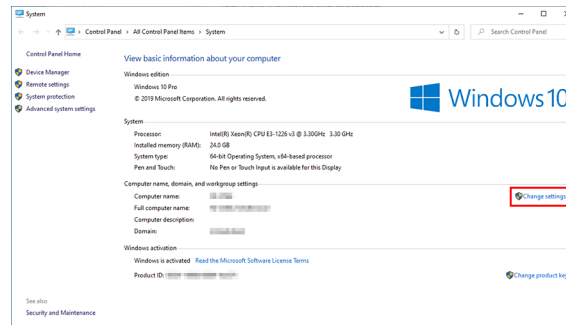 System
Control Panel > All Control Panel Items > System
Search Control Panel
Control Panel Home
Device Manager
Remote settings
System protection
Advanced system settings
View basic information about your computer
Windows edition
Windows 10 Pro
© 2019 Microsoft Corporation. All rights reserved.
Windows 10
System
Processor: Intel(R) Xeon(R) CPU E3-1226 v3 @ 3.30GHz 3.30 GHz
Installed memory (RAM): 24.0 GB
System type: 64-bit Operating System, x64-based processor
Pen and Touch: No Pen or Touch Input is available for this Display
Computer name, domain, and workgroup settings
Computer name:
Change settings
Full computer name:
Computer description:
Domain:
Windows activation
Windows is activated Read the Microsoft Software License Terms
Product ID:
Change product key
See also
Security and Maintenance